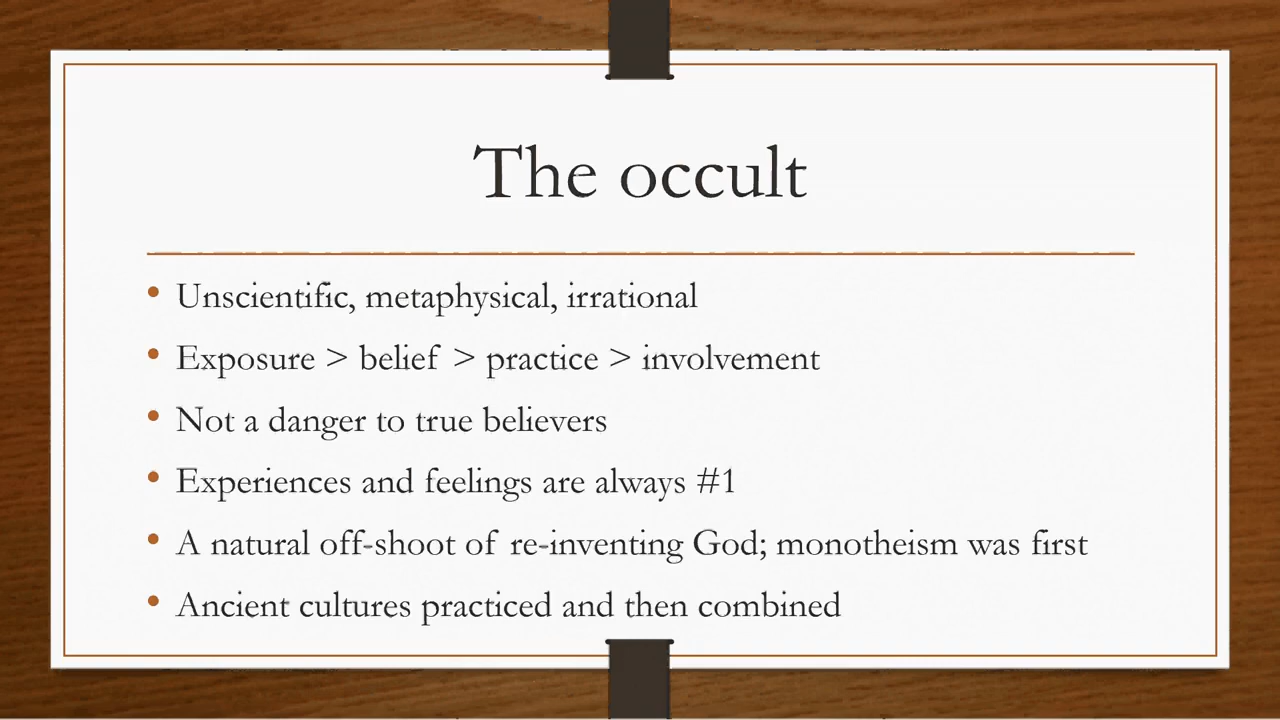 The occult
• Unscientific, metaphysical, irrational
• Exposure > belief > practice > involvement
• Not a danger to true believers
• Experiences and feelings are always #1
• A natural off-shoot of re-inventing God; monotheism was first
• Ancient cultures practiced and then combined